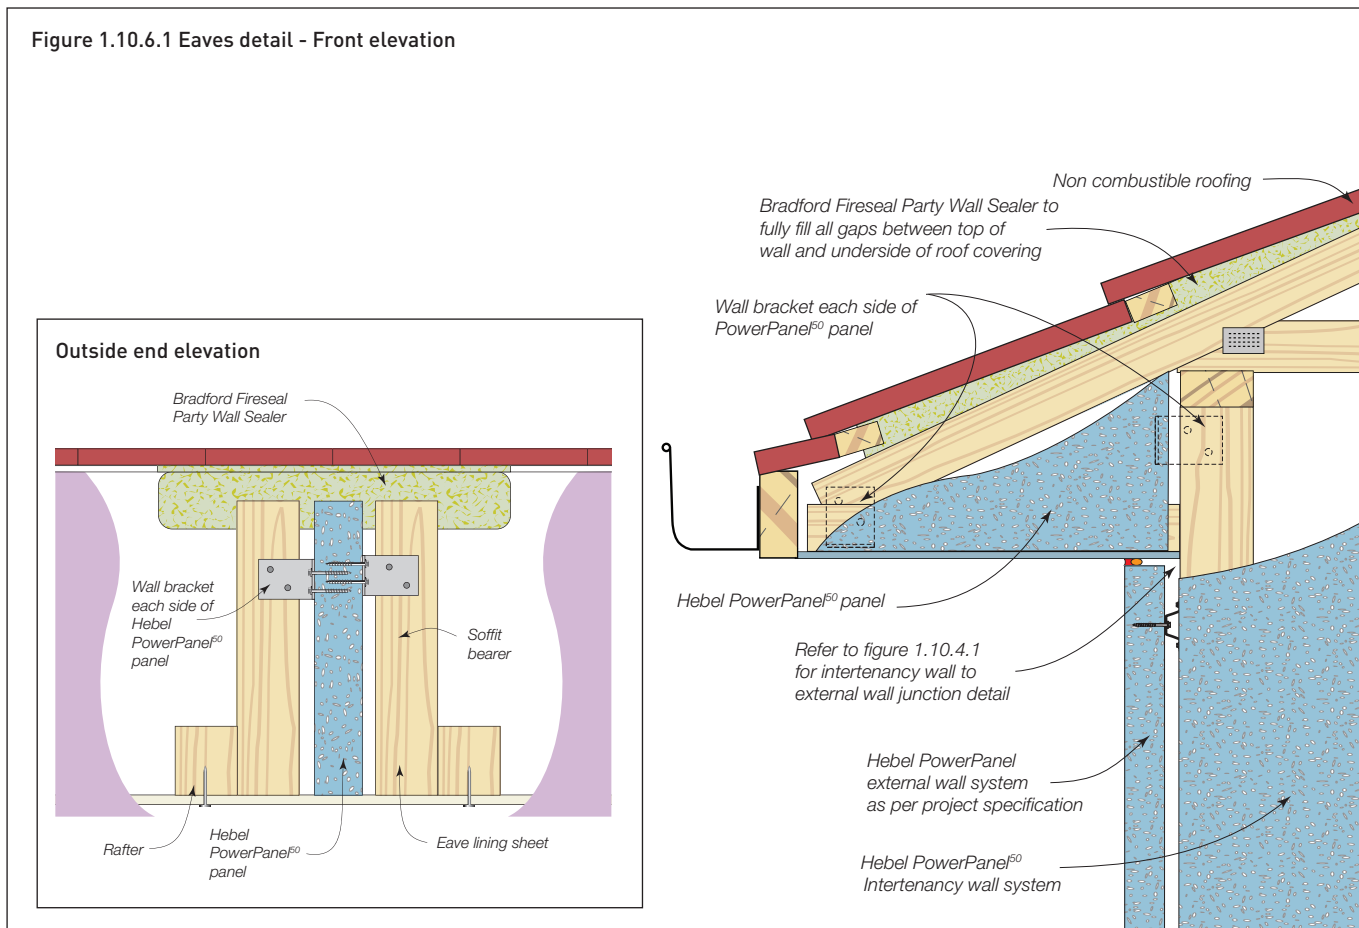 Figure 1.10.6.1 Eaves detail - Front elevation
Non combustible roofing
Bradford Fireseal Party Wall Sealer to
fully fill all gaps between top of
wall and underside of roof covering
Wall bracket each side of
PowerPanel⁵⁰ panel
Hebel PowerPanel⁵⁰ panel
Refer to figure 1.10.4.1
for intertenancy wall to
external wall junction detail
Hebel PowerPanel
external wall system
as per project specification
Hebel PowerPanel⁵⁰
Intertenancy wall system
Outside end elevation
Bradford Fireseal
Party Wall Sealer
Wall bracket
each side of
Hebel
PowerPanel⁵⁰
panel
Soffit
bearer
Rafter
Hebel
PowerPanel⁵⁰
panel
Eave lining sheet